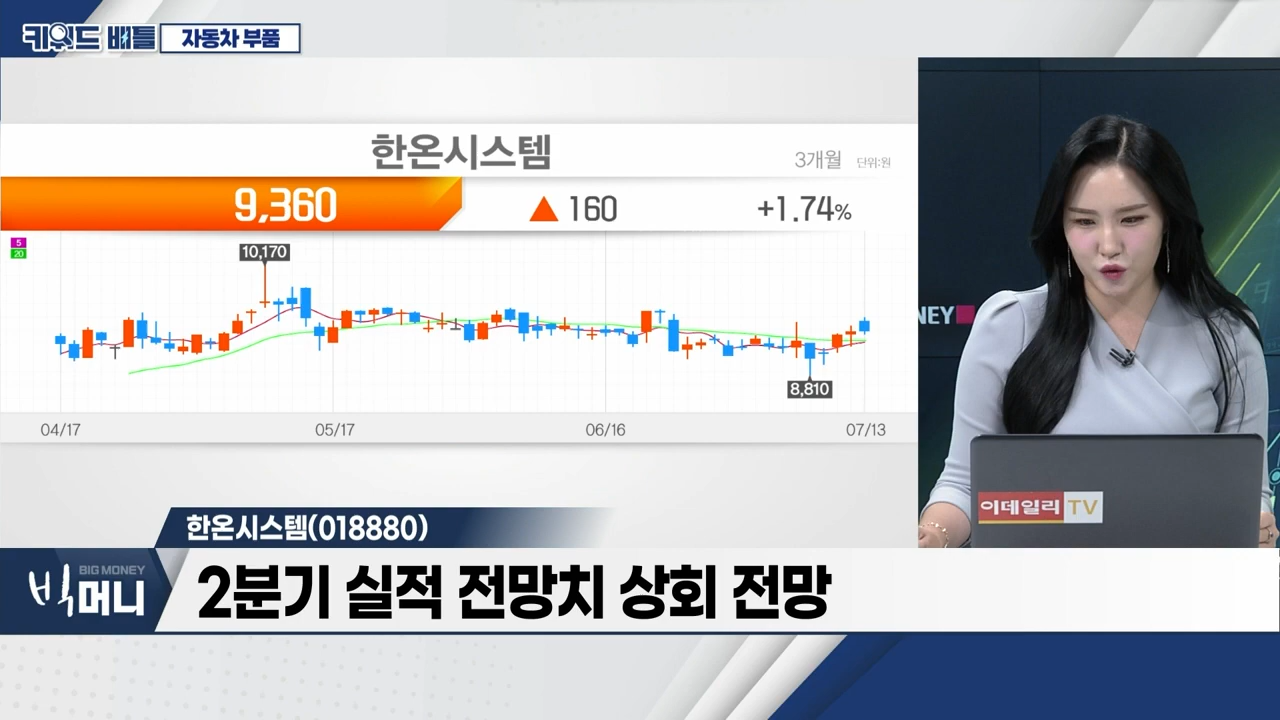 키워드 배틀 자동차 부품
한온시스템
3개월 단위:원
9,360 ▲ 160 +1.74%
5
20
10,170
8,810
04/17 05/17 06/16 07/13
NEY
이데일리 TV
한온시스템(018880)
BIG MONEY
빅머니
2분기 실적 전망치 상회 전망